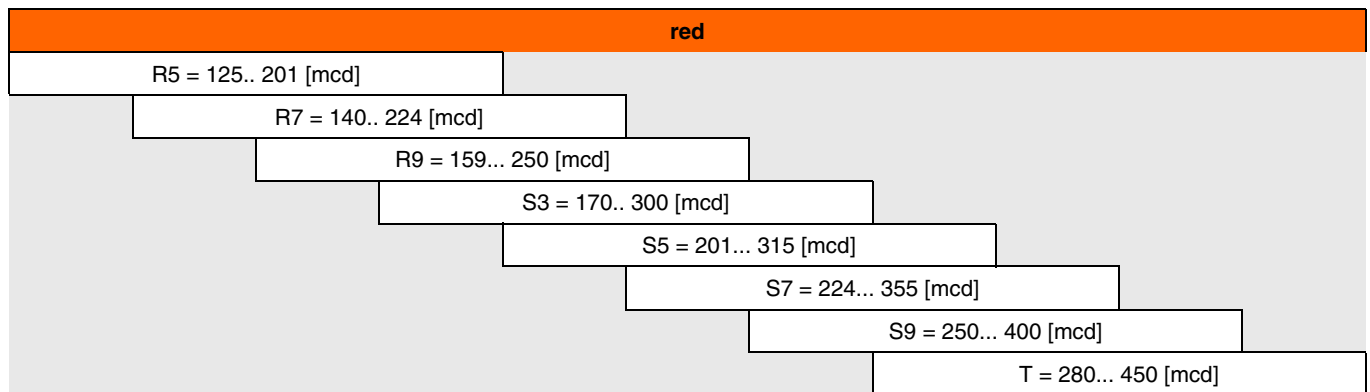 red
R5 = 125.. 201 [mcd]
R7 = 140.. 224 [mcd]
R9 = 159... 250 [mcd]
S3 = 170.. 300 [mcd]
S5 = 201... 315 [mcd]
S7 = 224... 355 [mcd]
S9 = 250... 400 [mcd]
T = 280... 450 [mcd]